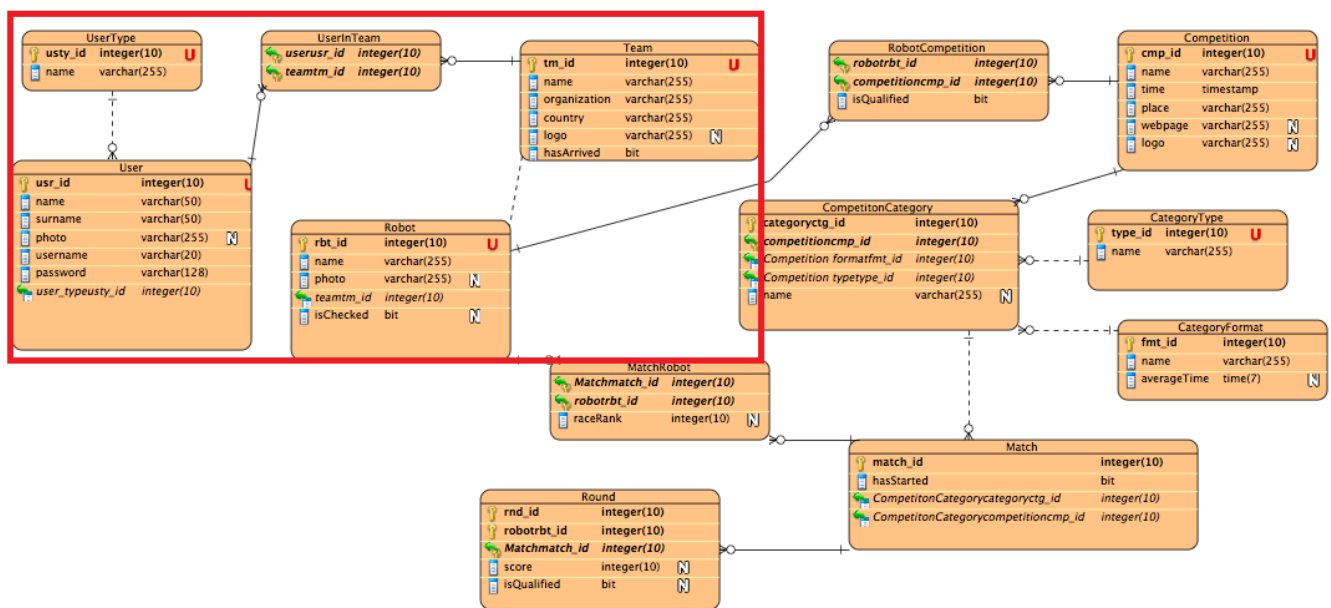 UserType
usty_id integer(10) U
name varchar(255)
UserInTeam
userusr_id integer(10)
teamtm_id integer(10)
Team
tm_id integer(10) U
name varchar(255)
organization varchar(255)
country varchar(255)
logo varchar(255) N
hasArrived bit
RobotCompetition
robotrbt_id integer(10)
competitioncmp_id integer(10)
isQualified bit
Competition
cmp_id integer(10) U
name varchar(255)
time timestamp
place varchar(255)
webpage varchar(255) N
logo varchar(255) N
User
usr_id integer(10) U
name varchar(50)
surname varchar(50)
photo varchar(255) N
username varchar(20)
password varchar(128)
user_typeusty_id integer(10)
Robot
rbt_id integer(10) U
name varchar(255)
photo varchar(255) N
teamtm_id integer(10)
isChecked bit N
CompetitonCategory
categoryctg_id integer(10)
competitioncmp_id integer(10)
Competition formatfmt_id integer(10)
Competition typetype_id integer(10)
name varchar(255) N
CategoryType
type_id integer(10) U
name varchar(255)
CategoryFormat
fmt_id integer(10)
name varchar(255)
averageTime time(7) N
MatchRobot
Matchmatch_id integer(10)
robotrbt_id integer(10)
raceRank integer(10) N
Match
match_id integer(10)
hasStarted bit
CompetitonCategorycategoryctg_id integer(10)
CompetitonCategorycompetitioncmp_id integer(10)
Round
rnd_id integer(10)
robotrbt_id integer(10)
Matchmatch_id integer(10)
score integer(10) N
isQualified bit N